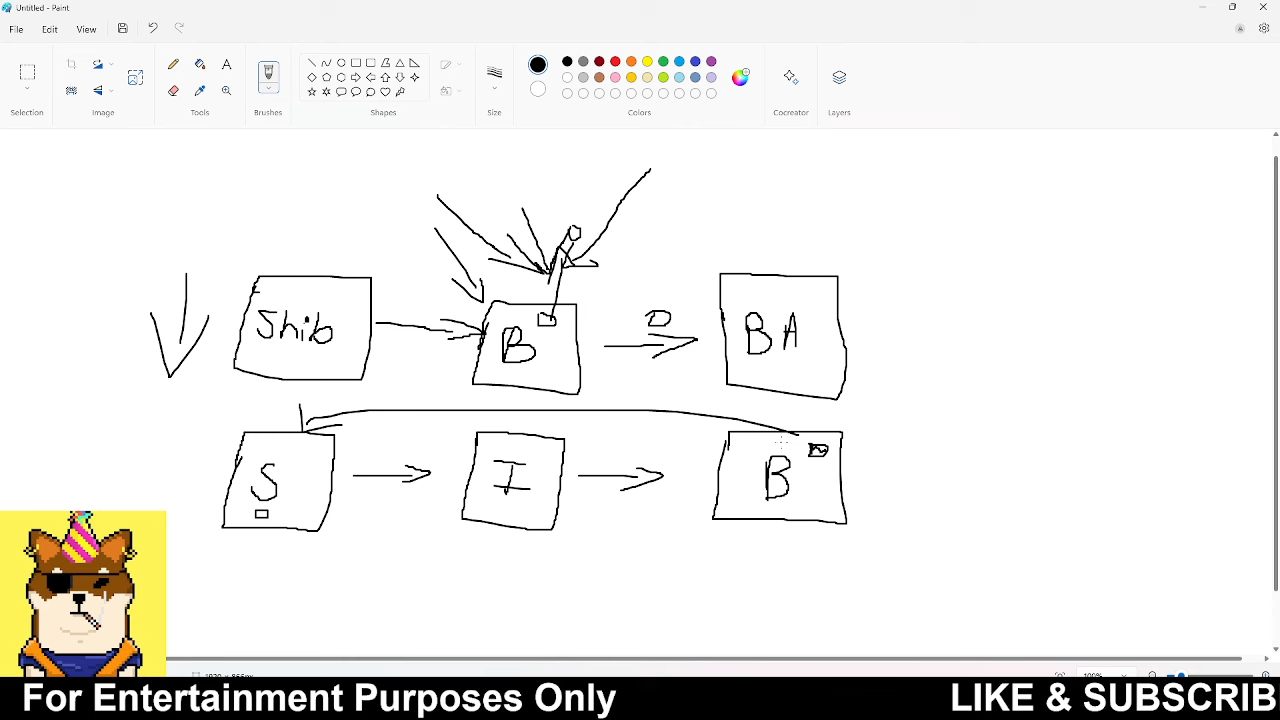 Untitled - Paint
File Edit View
Selection Image Tools Brushes Shapes Size Colors Cocreator Layers
Shib B BA
S I B
100%
For Entertainment Purposes Only LIKE & SUBSCRIB